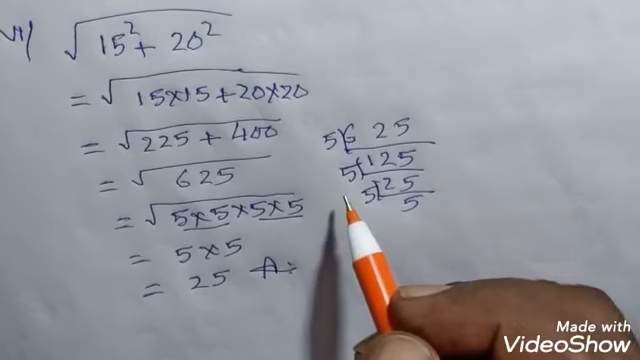 vii) √15² + 20²
= √15×15+20×20
= √225 + 400
= √625
= √5×5×5×5
= 5×5
= 25 A:
5 625
5 125
5 25
5
Made with
VideoShow